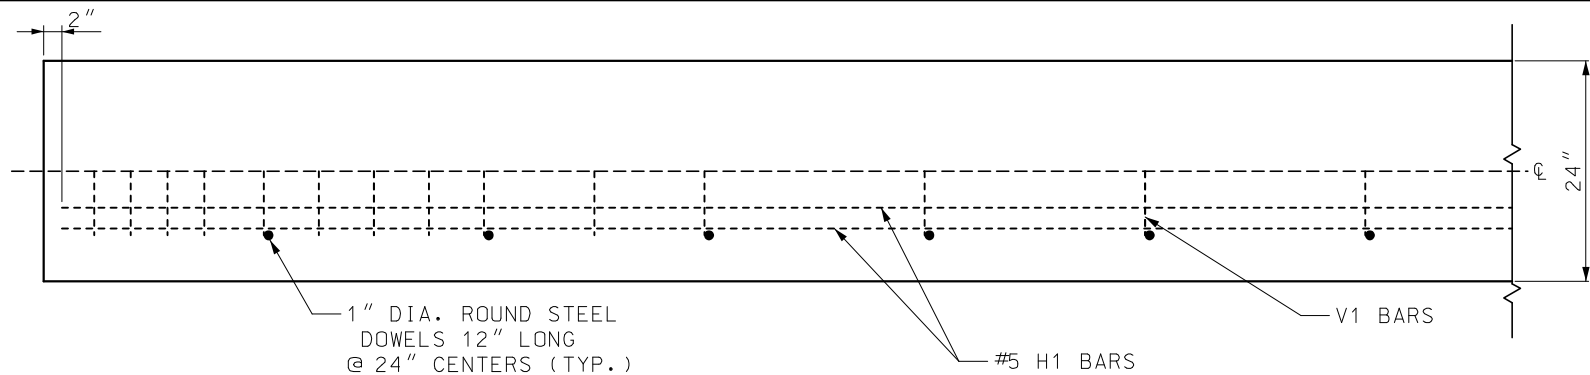 2"
℄
24"
1" DIA. ROUND STEEL
DOWELS 12" LONG
@ 24" CENTERS (TYP.)
V1 BARS
#5 H1 BARS